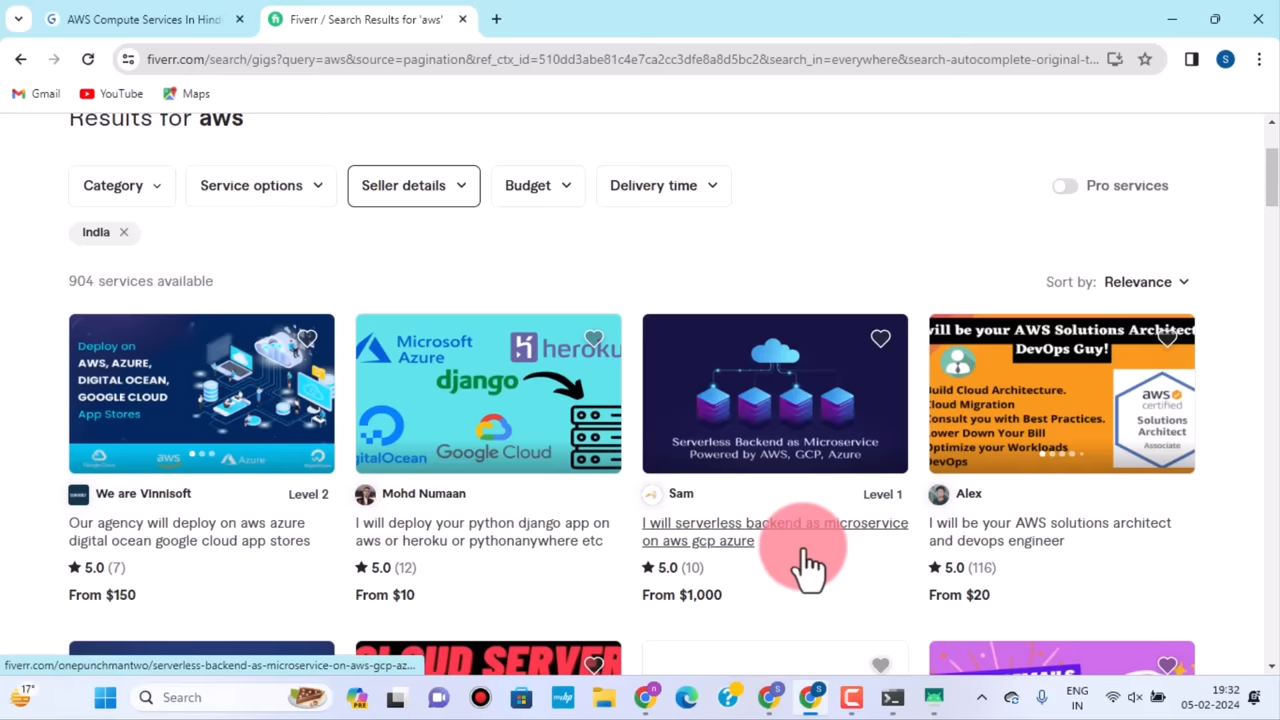 AWS Compute Services In Hind
Fiverr / Search Results for 'aws'
fiverr.com/search/gigs?query=aws&source=pagination&ref_ctx_id=510dd3abe81c4e7ca2cc3dfe8a8d5bc2&search_in=everywhere&search-autocomplete-original-t...
S
Gmail
YouTube
Maps
Results for aws
Category
Service options
Seller details
Budget
Delivery time
Pro services
India
904 services available
Sort by: Relevance
Deploy on
AWS, AZURE,
DIGITAL OCEAN,
GOOGLE CLOUD
App Stores
Google Cloud
aws
Azure
DigitalOcean
Microsoft
Azure
heroku
django
gitalOcean
Google Cloud
Serverless Backend as Microservice
Powered by AWS, GCP, Azure
will be your AWS Solutions Architect
DevOps Guy!
Build Cloud Architecture.
Cloud Migration
Consult you with Best Practices.
Lower Down Your Bill
Optimize your Workloads
DevOps
aws
certified
Solutions
Architect
Associate
We are Vinnisoft
Level 2
Mohd Numaan
Sam
Level 1
Alex
Our agency will deploy on aws azure
digital ocean google cloud app stores
I will deploy your python django app on
aws or heroku or pythonanywhere etc
I will serverless backend as microservice
on aws gcp azure
I will be your AWS solutions architect
and devops engineer
5.0 (7)
5.0 (12)
5.0 (10)
5.0 (116)
From $150
From $10
From $1,000
From $20
CLOUD SERVER
fiverr.com/onepunchmantwo/serverless-backend-as-microservice-on-aws-gcp-az...
17°
Search
PRE
ENG
IN
19:32
05-02-2024